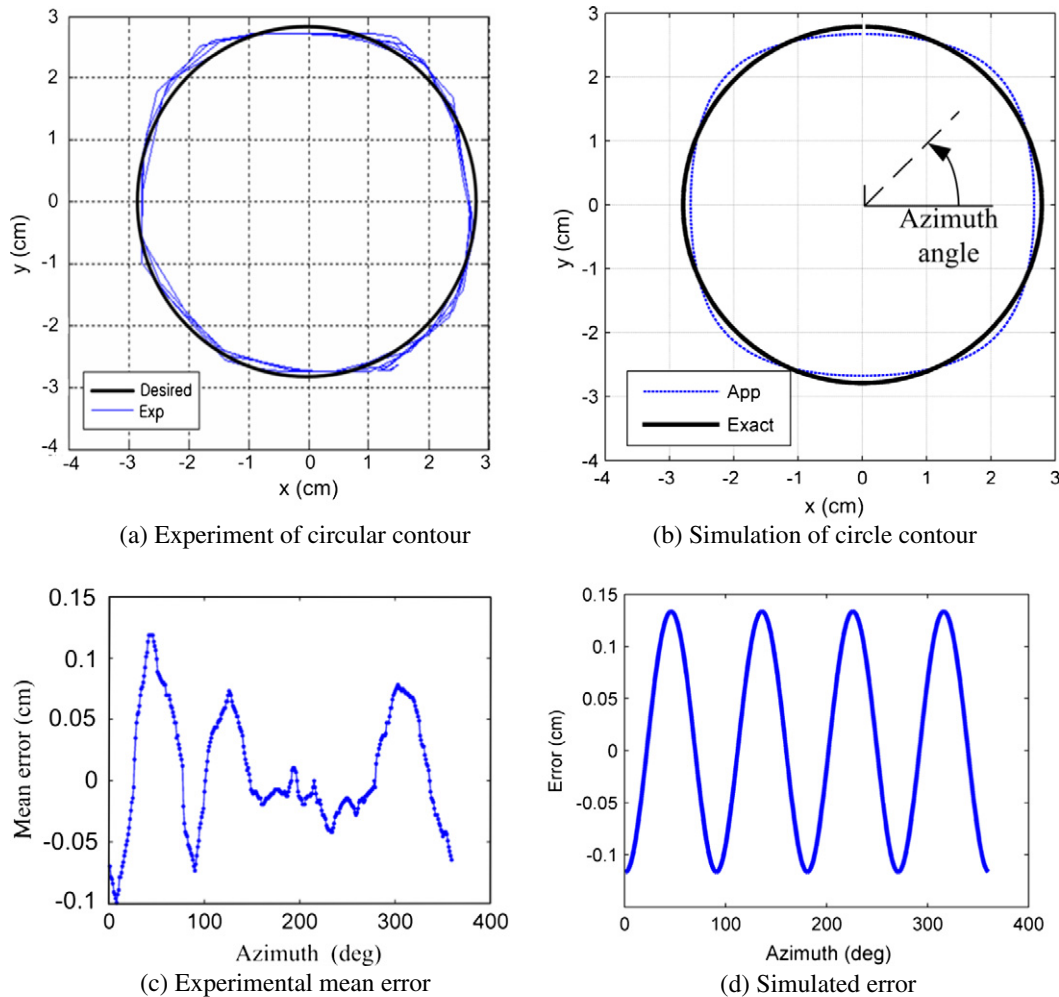 3
2
1
0
-1
-2
-3
-4
y (cm)
Desired
Exp
-4 -3 -2 -1 0 1 2 3
x (cm)
(a) Experiment of circular contour
3
2
1
0
-1
-2
-3
-4
y (cm)
Azimuth
angle
App
Exact
-4 -3 -2 -1 0 1 2 3
x (cm)
(b) Simulation of circle contour
0.15
0.1
0.05
0
-0.05
-0.1
Mean error (cm)
0 100 200 300 400
Azimuth (deg)
(c) Experimental mean error
0.15
0.1
0.05
0
-0.05
-0.1
Error (cm)
0 100 200 300 400
Azimuth (deg)
(d) Simulated error